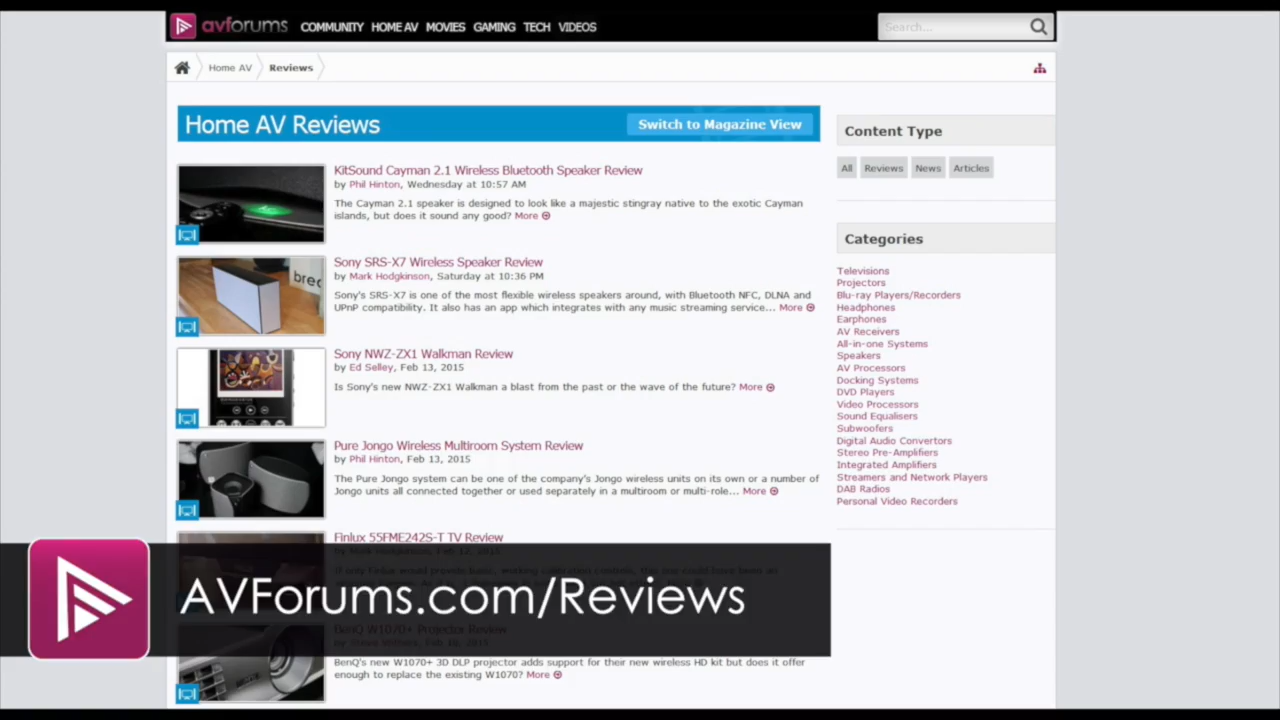 avforums COMMUNITY HOME AV MOVIES GAMING TECH VIDEOS
Search...
Home AV Reviews
Home AV Reviews
Switch to Magazine View
KitSound Cayman 2.1 Wireless Bluetooth Speaker Review
by Phil Hinton, Wednesday at 10:57 AM
The Cayman 2.1 speaker is designed to look like a majestic stingray native to the exotic Cayman
islands, but does it sound any good? More
Sony SRS-X7 Wireless Speaker Review
by Mark Hodgkinson, Saturday at 10:36 PM
Sony's SRS-X7 is one of the most flexible wireless speakers around, with Bluetooth NFC, DLNA and
UPnP compatibility. It also has an app which integrates with any music streaming service... More
Sony NWZ-ZX1 Walkman Review
by Ed Selley, Feb 13, 2015
Is Sony's new NWZ-ZX1 Walkman a blast from the past or the wave of the future? More
Pure Jongo Wireless Multiroom System Review
by Phil Hinton, Feb 13, 2015
The Pure Jongo system can be one of the company's Jongo wireless units on its own or a number of
Jongo units all connected together or used separately in a multiroom or multi-role... More
Finlux 55FME242S-T TV Review
by Mark Hodgkinson, Feb 12, 2015
AVForums.com/Reviews
BenQ W1070+ Projector Review
BenQ's new W1070+ 3D DLP projector adds support for their new wireless HD kit but does it offer
enough to replace the existing W1070? More
Content Type
All Reviews News Articles
Categories
Televisions
Projectors
Blu-ray Players/Recorders
Headphones
Earphones
AV Receivers
All-in-one Systems
Speakers
AV Processors
Docking Systems
DVD Players
Video Processors
Sound Equalisers
Subwoofers
Digital Audio Convertors
Stereo Pre-Amplifiers
Integrated Amplifiers
Streamers and Network Players
DAB Radios
Personal Video Recorders